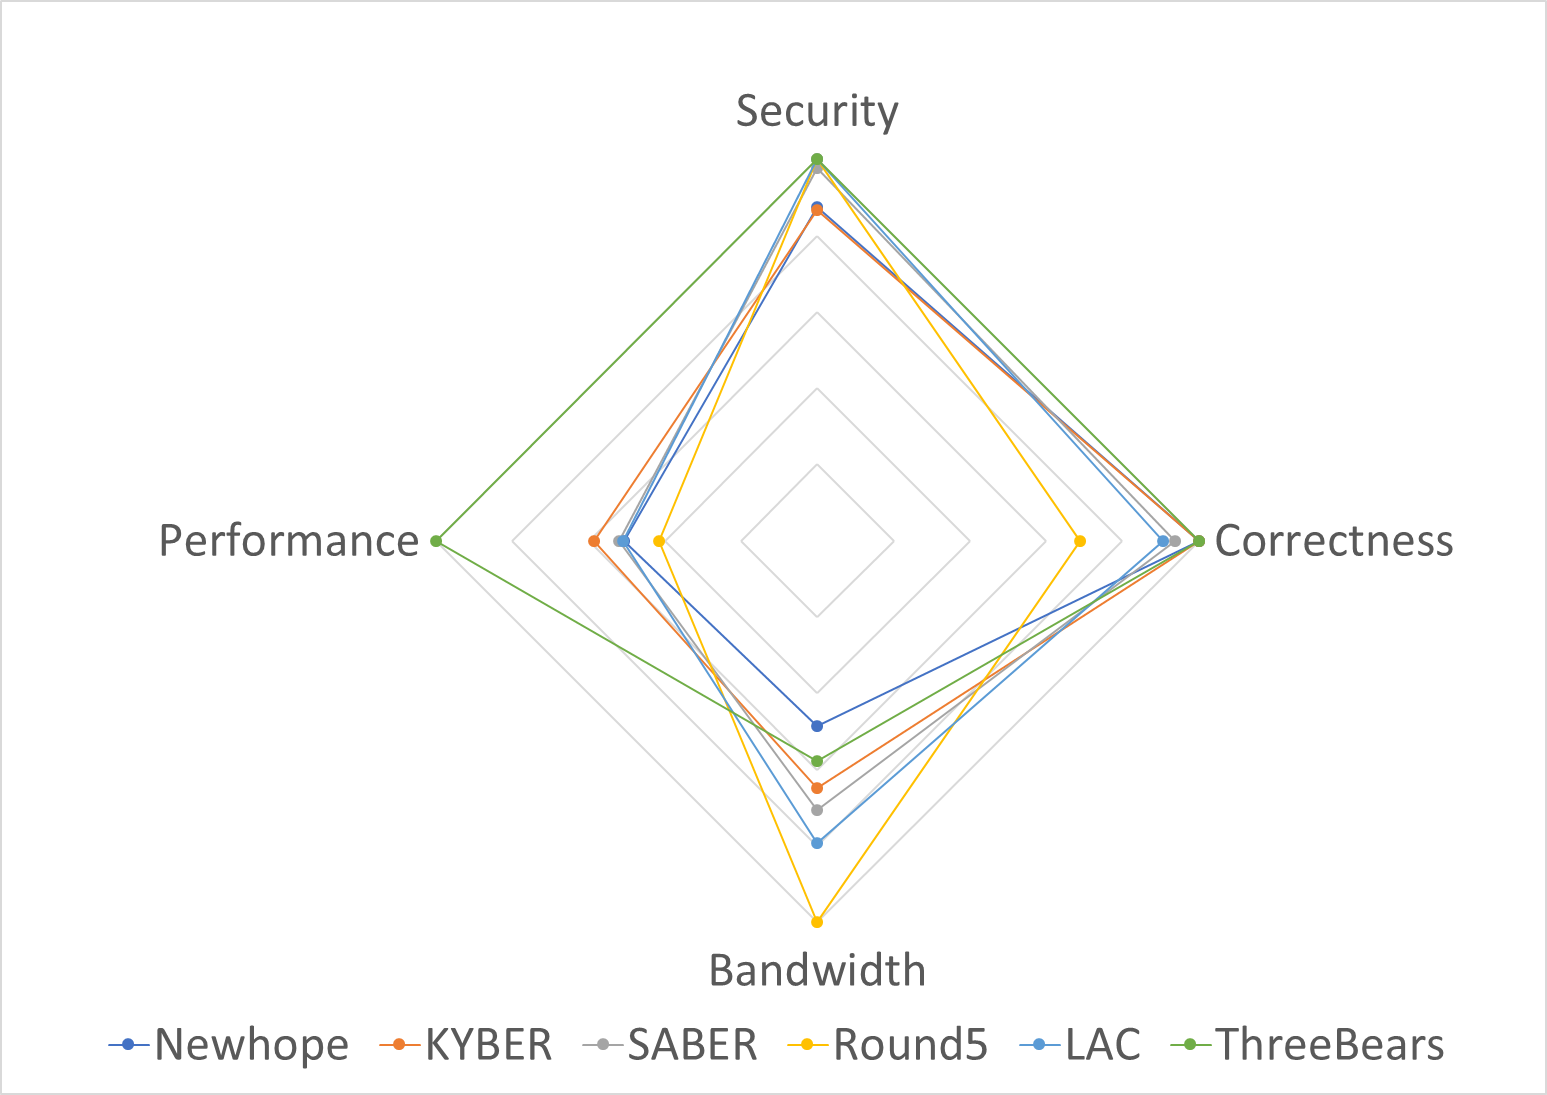 Security
Performance
Correctness
Bandwidth
Newhope KYBER SABER Round5 LAC ThreeBears